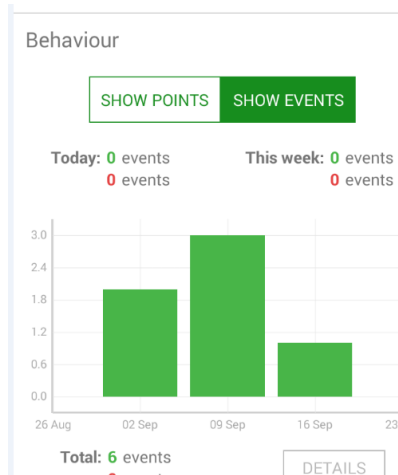 Behaviour
SHOW POINTS SHOW EVENTS
Today: 0 events This week: 0 events
0 events 0 events
3.0
2.4
1.8
1.2
0.6
0.0
26 Aug 02 Sep 09 Sep 16 Sep 23
Total: 6 events
DETAILS